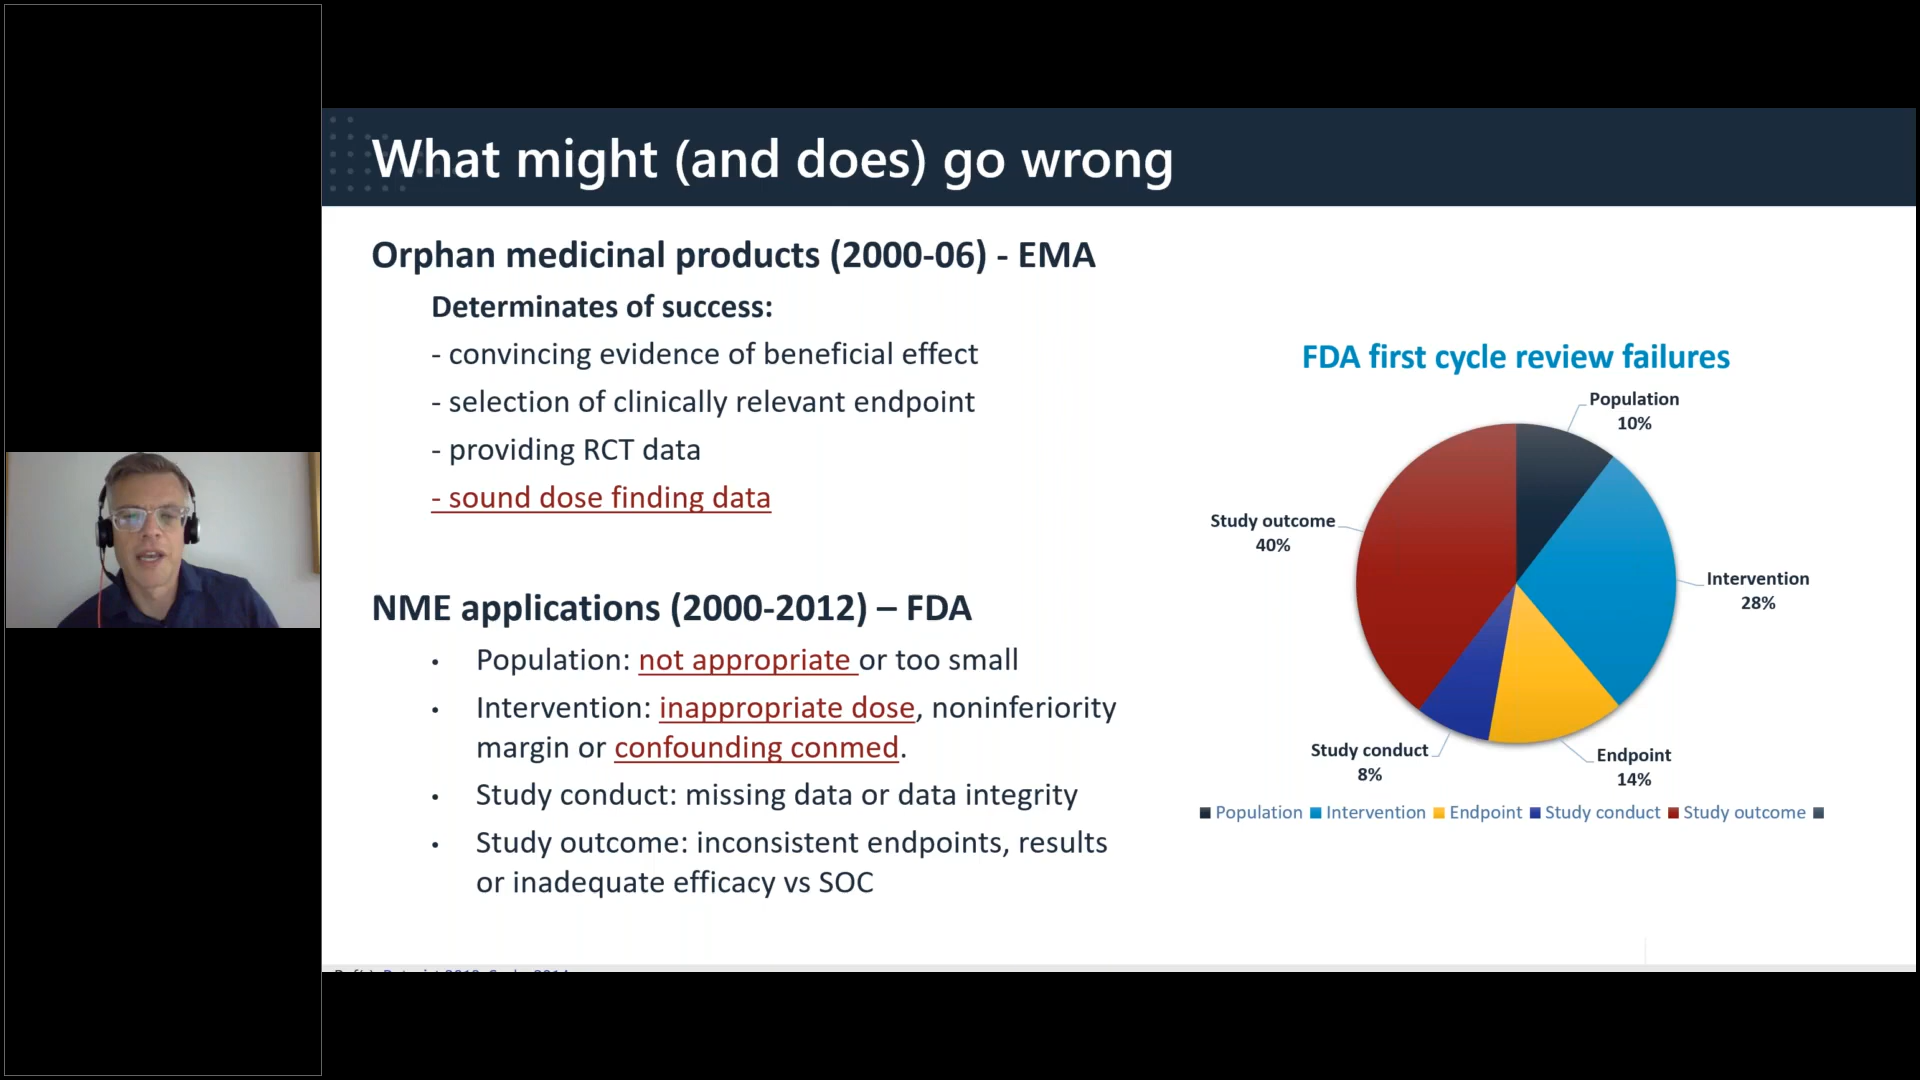 What might (and does) go wrong
Orphan medicinal products (2000-06) - EMA
Determinates of success:
- convincing evidence of beneficial effect
- selection of clinically relevant endpoint
- providing RCT data
- sound dose finding data
NME applications (2000-2012) – FDA
• Population: not appropriate or too small
• Intervention: inappropriate dose, noninferiority
margin or confounding conmed.
• Study conduct: missing data or data integrity
• Study outcome: inconsistent endpoints, results
or inadequate efficacy vs SOC
FDA first cycle review failures
Population
10%
Study outcome
40%
Intervention
28%
Study conduct
8%
Endpoint
14%
Population Intervention Endpoint Study conduct Study outcome